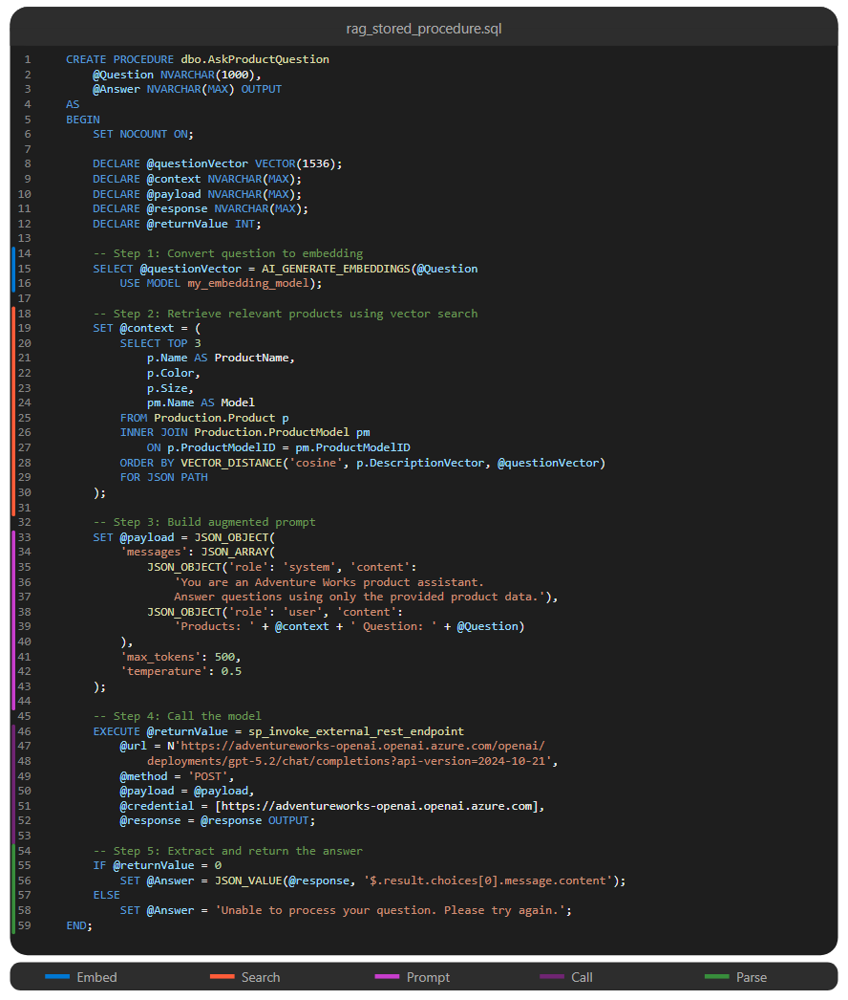 rag_stored_procedure.sql
1 CREATE PROCEDURE dbo.AskProductQuestion
2 @Question NVARCHAR(1000),
3 @Answer NVARCHAR(MAX) OUTPUT
4 AS
5 BEGIN
6 SET NOCOUNT ON;
7
8 DECLARE @questionVector VECTOR(1536);
9 DECLARE @context NVARCHAR(MAX);
10 DECLARE @payload NVARCHAR(MAX);
11 DECLARE @response NVARCHAR(MAX);
12 DECLARE @returnValue INT;
13
14 -- Step 1: Convert question to embedding
15 SELECT @questionVector = AI_GENERATE_EMBEDDINGS(@Question
16 USE MODEL my_embedding_model);
17
18 -- Step 2: Retrieve relevant products using vector search
19 SET @context = (
20 SELECT TOP 3
21 p.Name AS ProductName,
22 p.Color,
23 p.Size,
24 pm.Name AS Model
25 FROM Production.Product p
26 INNER JOIN Production.ProductModel pm
27 ON p.ProductModelID = pm.ProductModelID
28 ORDER BY VECTOR_DISTANCE('cosine', p.DescriptionVector, @questionVector)
29 FOR JSON PATH
30 );
31
32 -- Step 3: Build augmented prompt
33 SET @payload = JSON_OBJECT(
34 'messages': JSON_ARRAY(
35 JSON_OBJECT('role': 'system', 'content':
36 'You are an Adventure Works product assistant.
37 Answer questions using only the provided product data.'),
38 JSON_OBJECT('role': 'user', 'content':
39 'Products: ' + @context + ' Question: ' + @Question)
40 ),
41 'max_tokens': 500,
42 'temperature': 0.5
43 );
44
45 -- Step 4: Call the model
46 EXECUTE @returnValue = sp_invoke_external_rest_endpoint
47 @url = N'https://adventureworks-openai.openai.azure.com/openai/
48 deployments/gpt-5.2/chat/completions?api-version=2024-10-21',
49 @method = 'POST',
50 @payload = @payload,
51 @credential = [https://adventureworks-openai.openai.azure.com],
52 @response = @response OUTPUT;
53
54 -- Step 5: Extract and return the answer
55 IF @returnValue = 0
56 SET @Answer = JSON_VALUE(@response, '$.result.choices[0].message.content');
57 ELSE
58 SET @Answer = 'Unable to process your question. Please try again.';
59 END;
Embed Search Prompt Call Parse